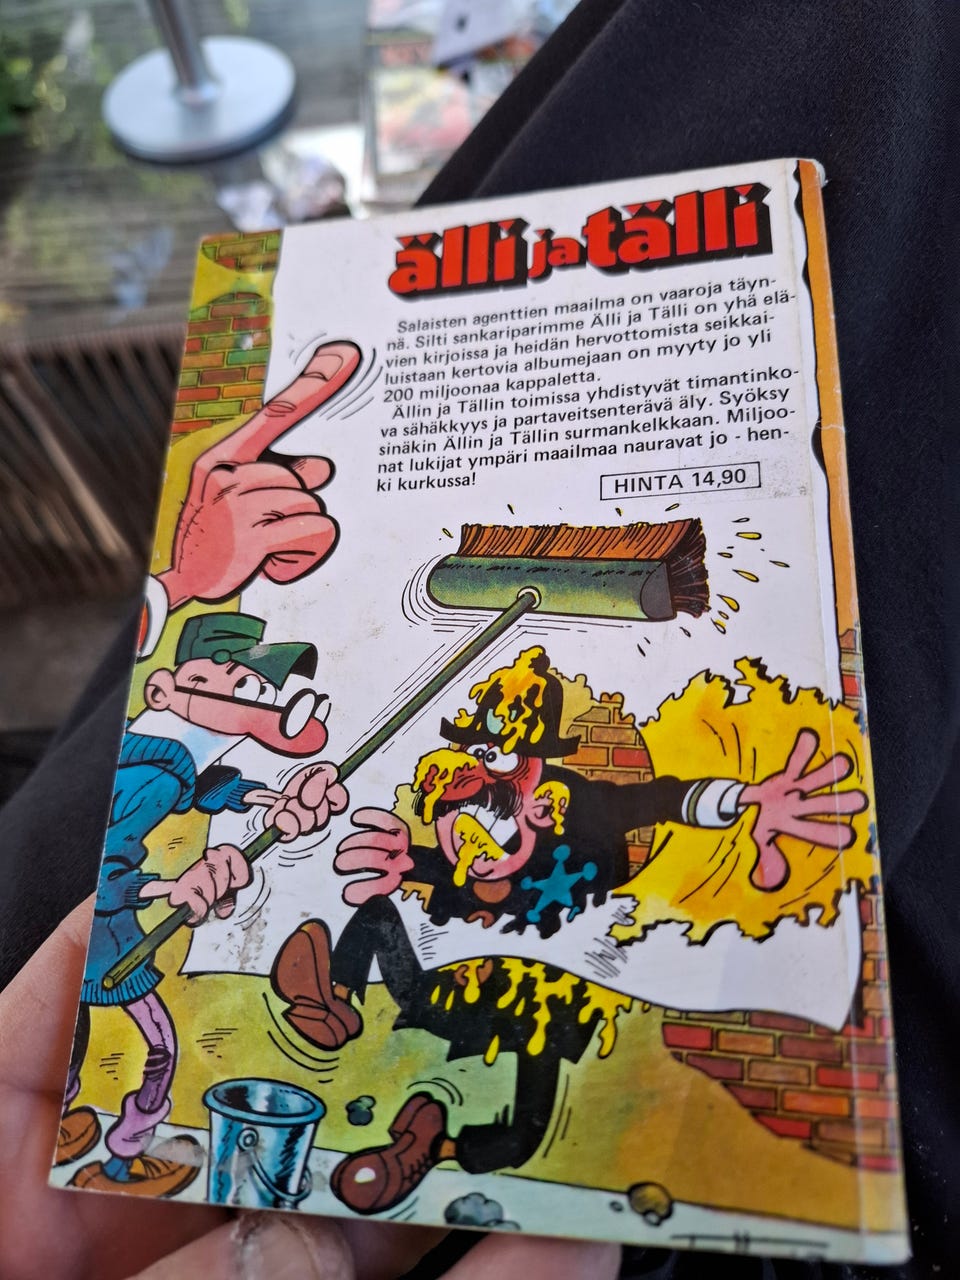 älli ja tälli
Salaisten agenttien maailma on vaaroja täyn-
nä. Silti sankariparimme Älli ja Tälli on yhä elä-
vien kirjoissa ja heidän hervottomista seikkai-
luistaan kertovia albumejaan on myyty jo yli
200 miljoonaa kappaletta.
Ällin ja Tällin toimissa yhdistyvät timantinko-
va sähäkkyys ja partaveitsenterävä äly. Syöksy
sinäkin Ällin ja Tällin surmankelkkaan. Miljoo-
nat lukijat ympäri maailmaa nauravat jo - hen-
ki kurkussa!
HINTA 14,90